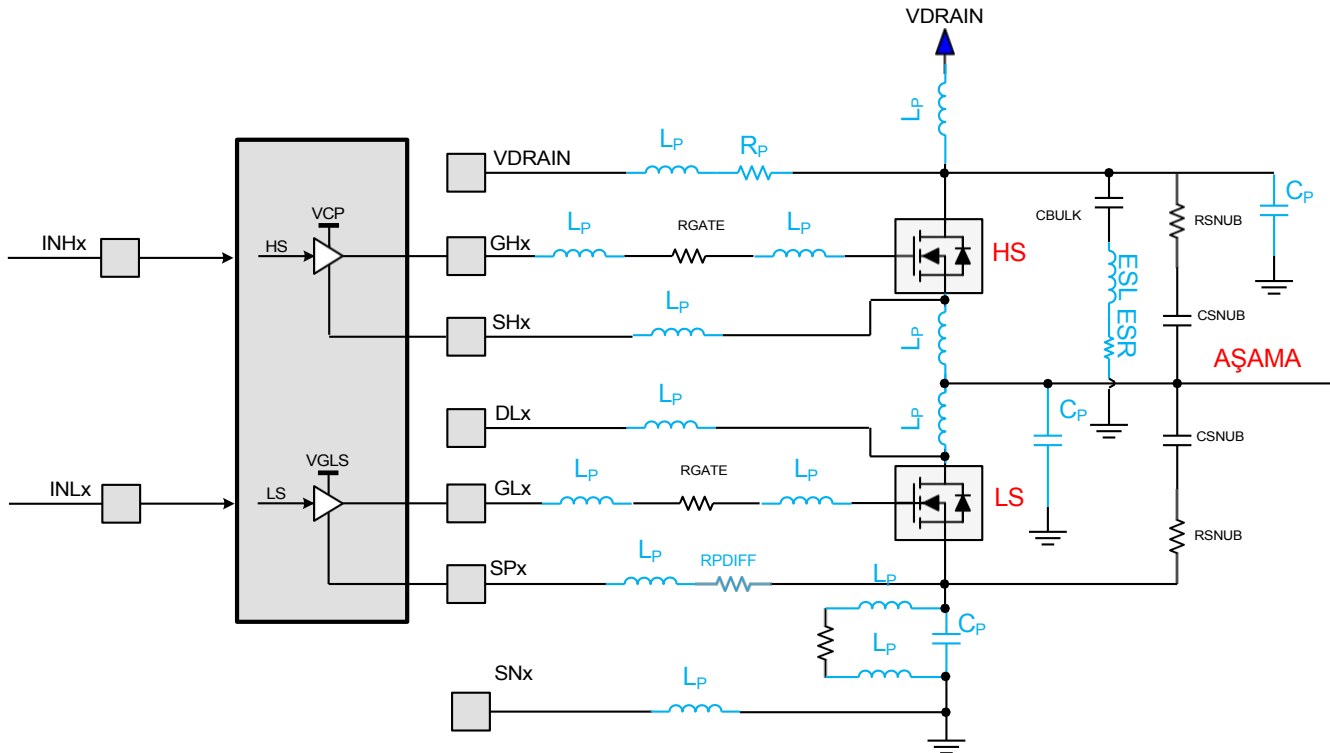 VDRAIN
LP
VDRAIN
LP
RP
CBULK
RSNUB
CP
INHx
HS
VCP
GHx
LP
RGATE
LP
HS
SHx
LP
LP
ESL ESR
CSNUB
AŞAMA
DLx
LP
LP
CP
CSNUB
INLx
LS
VGLS
GLx
LP
RGATE
LP
LS
RSNUB
SPx
LP
RPDIFF
LP
LP
CP
SNx
LP